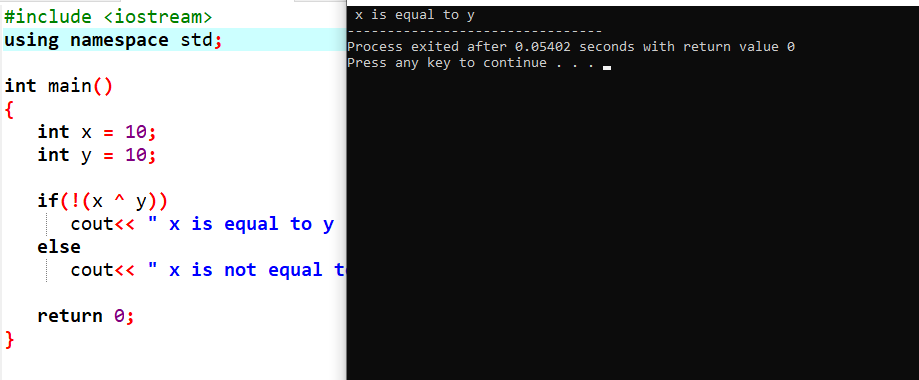 #include <iostream>
using namespace std;
int main()
{
int x = 10;
int y = 10;
if(!(x ^ y))
cout<< " x is equal to y
else
cout<< " x is not equal
return 0;
}
x is equal to y
--------------------------------
Process exited after 0.05402 seconds with return value 0
Press any key to continue . . .